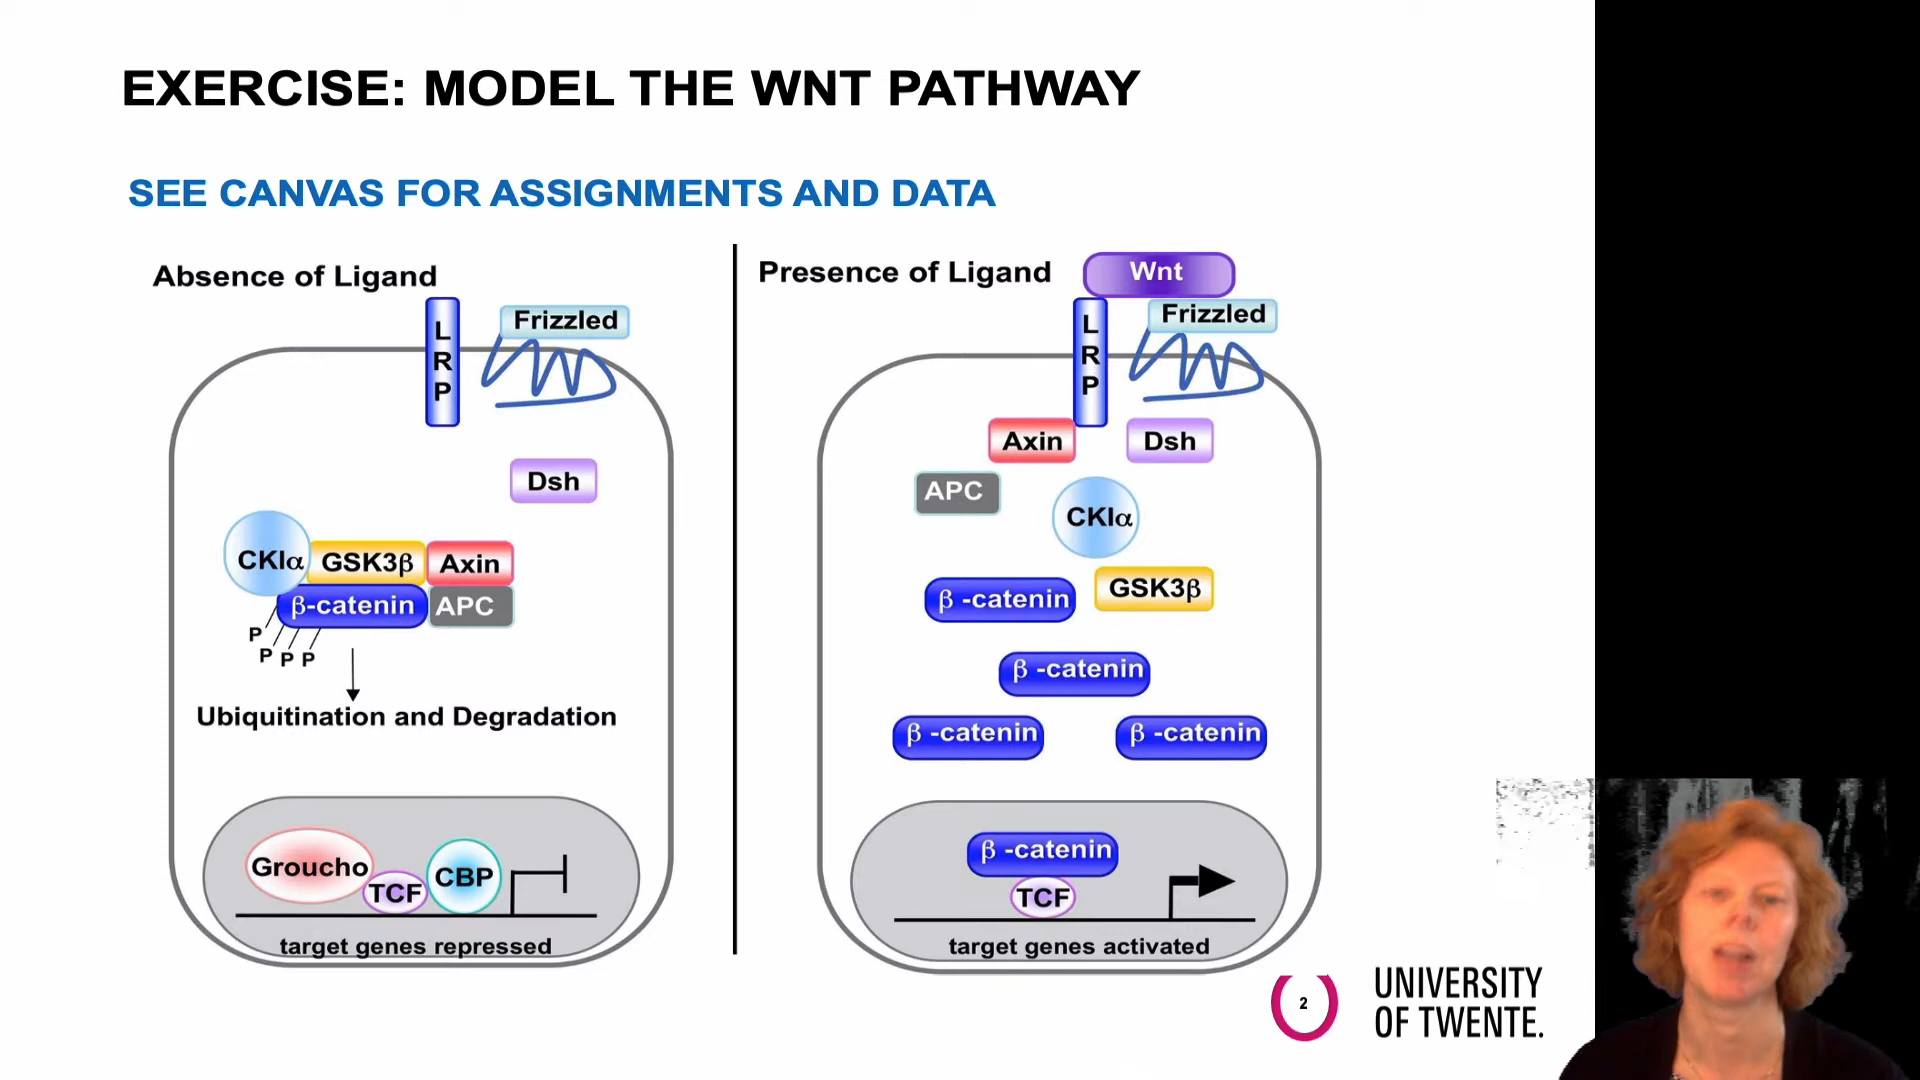 EXERCISE: MODEL THE WNT PATHWAY
SEE CANVAS FOR ASSIGNMENTS AND DATA
Absence of Ligand
L
R
P
Frizzled
Dsh
CKIα
GSK3β
Axin
β-catenin
APC
P
P P P
Ubiquitination and Degradation
Groucho
TCF
CBP
target genes repressed
Presence of Ligand
Wnt
L
R
P
Frizzled
Axin
Dsh
APC
CKIα
β -catenin
GSK3β
β -catenin
β -catenin
β -catenin
β -catenin
TCF
target genes activated
2
UNIVERSITY
OF TWENTE.